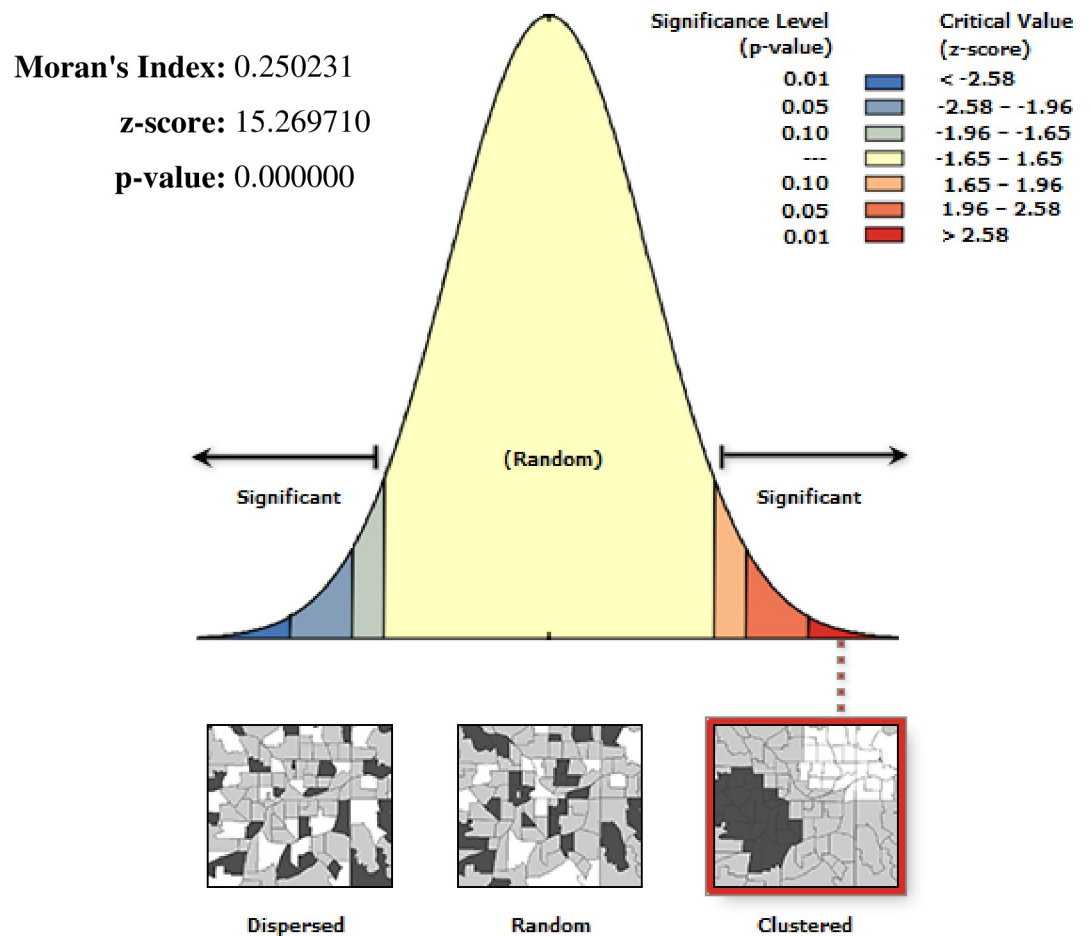 Moran's Index: 0.250231
z-score: 15.269710
p-value: 0.000000
Significance Level
(p-value)
Critical Value
(z-score)
0.01 < -2.58
0.05 -2.58 – -1.96
0.10 -1.96 – -1.65
--- -1.65 – 1.65
0.10 1.65 – 1.96
0.05 1.96 – 2.58
0.01 > 2.58
(Random)
Significant
Significant
Dispersed
Random
Clustered